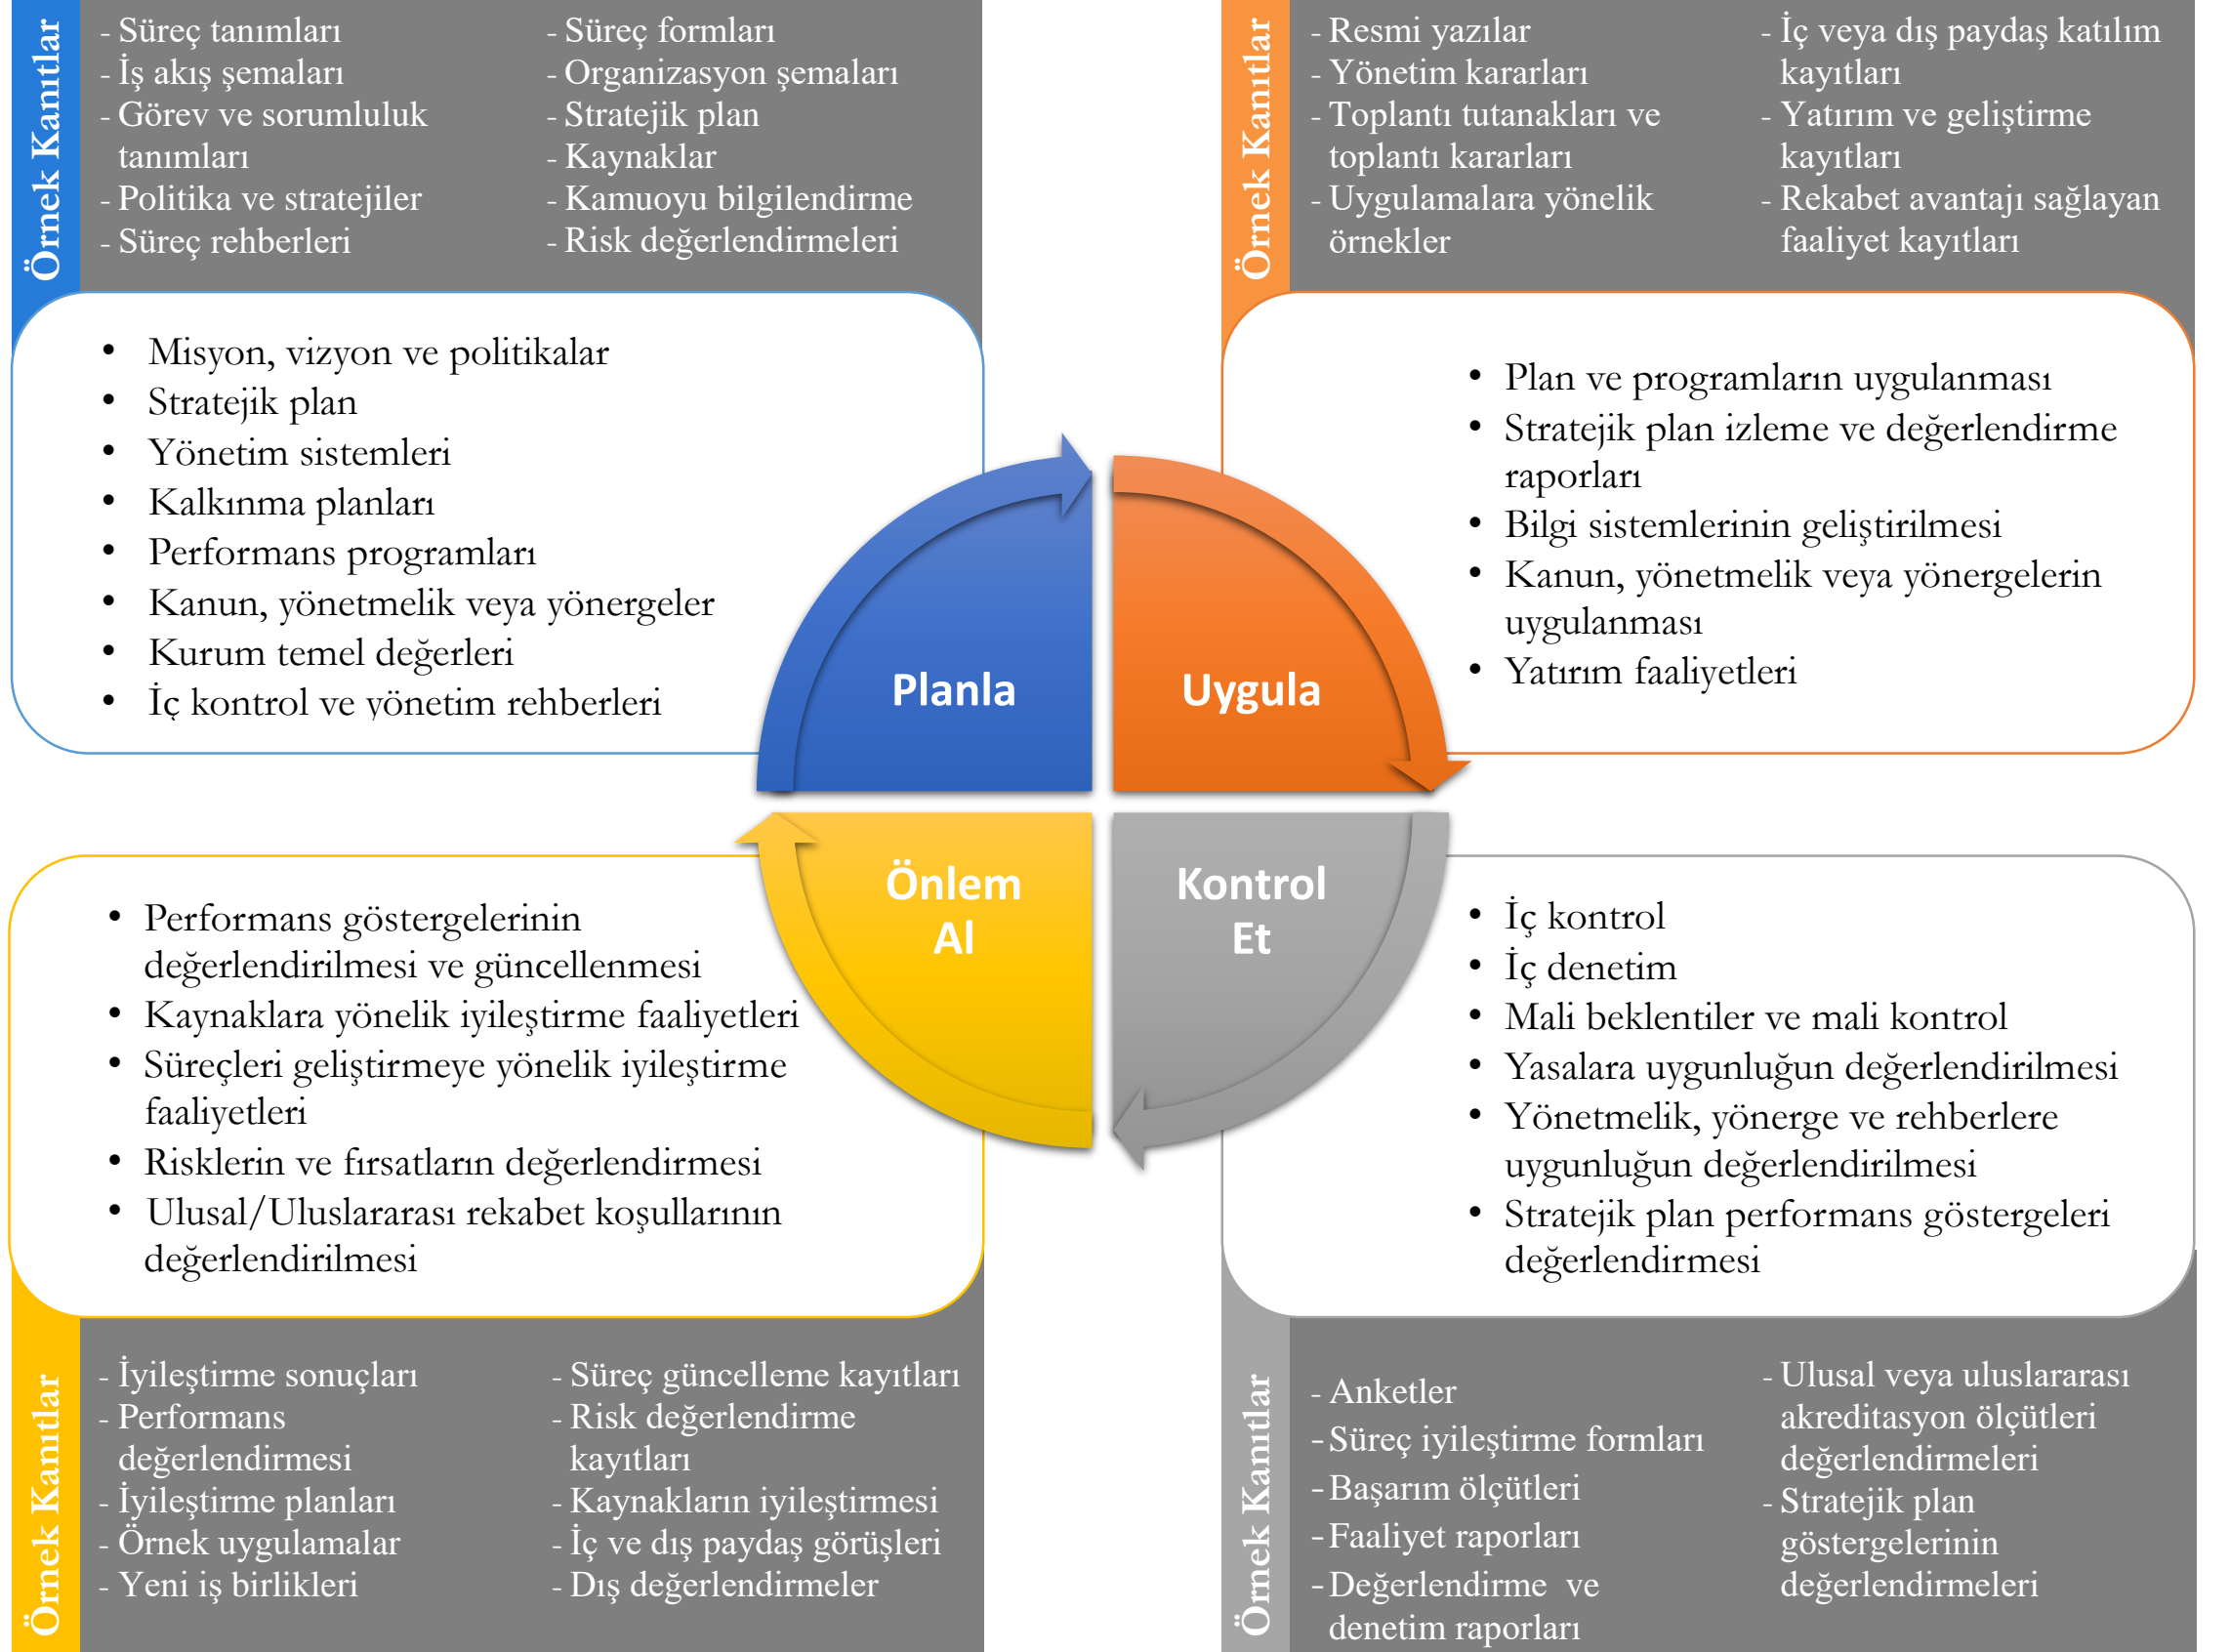 Örnek Kanıtlar
- Süreç tanımları
- İş akış şemaları
- Görev ve sorumluluk
tanımları
- Politika ve stratejiler
- Süreç rehberleri
- Süreç formları
- Organizasyon şemaları
- Stratejik plan
- Kaynaklar
- Kamuoyu bilgilendirme
- Risk değerlendirmeleri
• Misyon, vizyon ve politikalar
• Stratejik plan
• Yönetim sistemleri
• Kalkınma planları
• Performans programları
• Kanun, yönetmelik veya yönergeler
• Kurum temel değerleri
• İç kontrol ve yönetim rehberleri
Planla
Örnek Kanıtlar
- Resmi yazılar
- Yönetim kararları
- Toplantı tutanakları ve
toplantı kararları
- Uygulamalara yönelik
örnekler
- İç veya dış paydaş katılım
kayıtları
- Yatırım ve geliştirme
kayıtları
- Rekabet avantajı sağlayan
faaliyet kayıtları
• Plan ve programların uygulanması
• Stratejik plan izleme ve değerlendirme
raporları
• Bilgi sistemlerinin geliştirilmesi
• Kanun, yönetmelik veya yönergelerin
uygulanması
• Yatırım faaliyetleri
Uygula
Önlem
Al
• Performans göstergelerinin
değerlendirilmesi ve güncellenmesi
• Kaynaklara yönelik iyileştirme faaliyetleri
• Süreçleri geliştirmeye yönelik iyileştirme
faaliyetleri
• Risklerin ve fırsatların değerlendirmesi
• Ulusal/Uluslararası rekabet koşullarının
değerlendirilmesi
Örnek Kanıtlar
- İyileştirme sonuçları
- Performans
değerlendirmesi
- İyileştirme planları
- Örnek uygulamalar
- Yeni iş birlikleri
- Süreç güncelleme kayıtları
- Risk değerlendirme
kayıtları
- Kaynakların iyileştirmesi
- İç ve dış paydaş görüşleri
- Dış değerlendirmeler
Kontrol
Et
• İç kontrol
• İç denetim
• Mali beklentiler ve mali kontrol
• Yasalara uygunluğun değerlendirilmesi
• Yönetmelik, yönerge ve rehberlere
uygunluğun değerlendirilmesi
• Stratejik plan performans göstergeleri
değerlendirmesi
Örnek Kanıtlar
- Anketler
- Süreç iyileştirme formları
- Başarım ölçütleri
- Faaliyet raporları
- Değerlendirme ve
denetim raporları
- Ulusal veya uluslararası
akreditasyon ölçütleri
değerlendirmeleri
- Stratejik plan
göstergelerinin
değerlendirmeleri